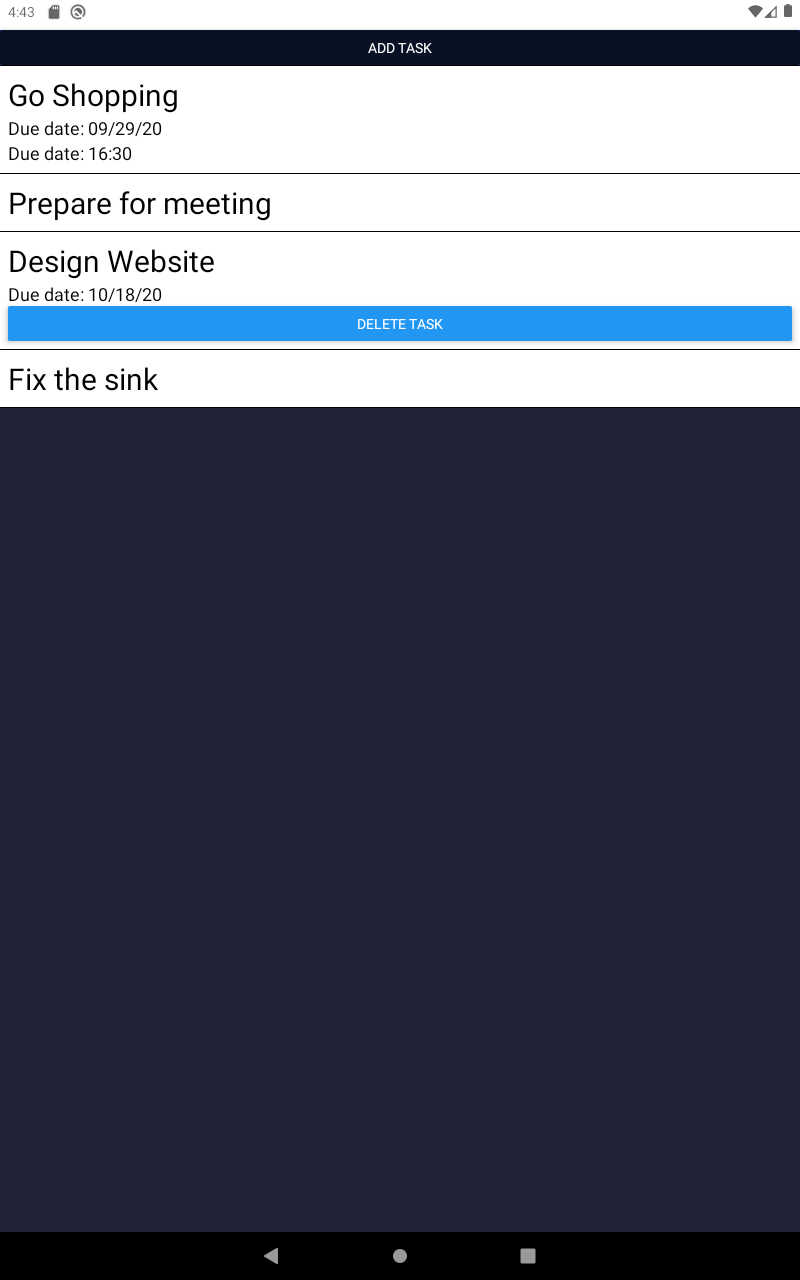 4:43
ADD TASK
Go Shopping
Due date: 09/29/20
Due date: 16:30
Prepare for meeting
Design Website
Due date: 10/18/20
DELETE TASK
Fix the sink